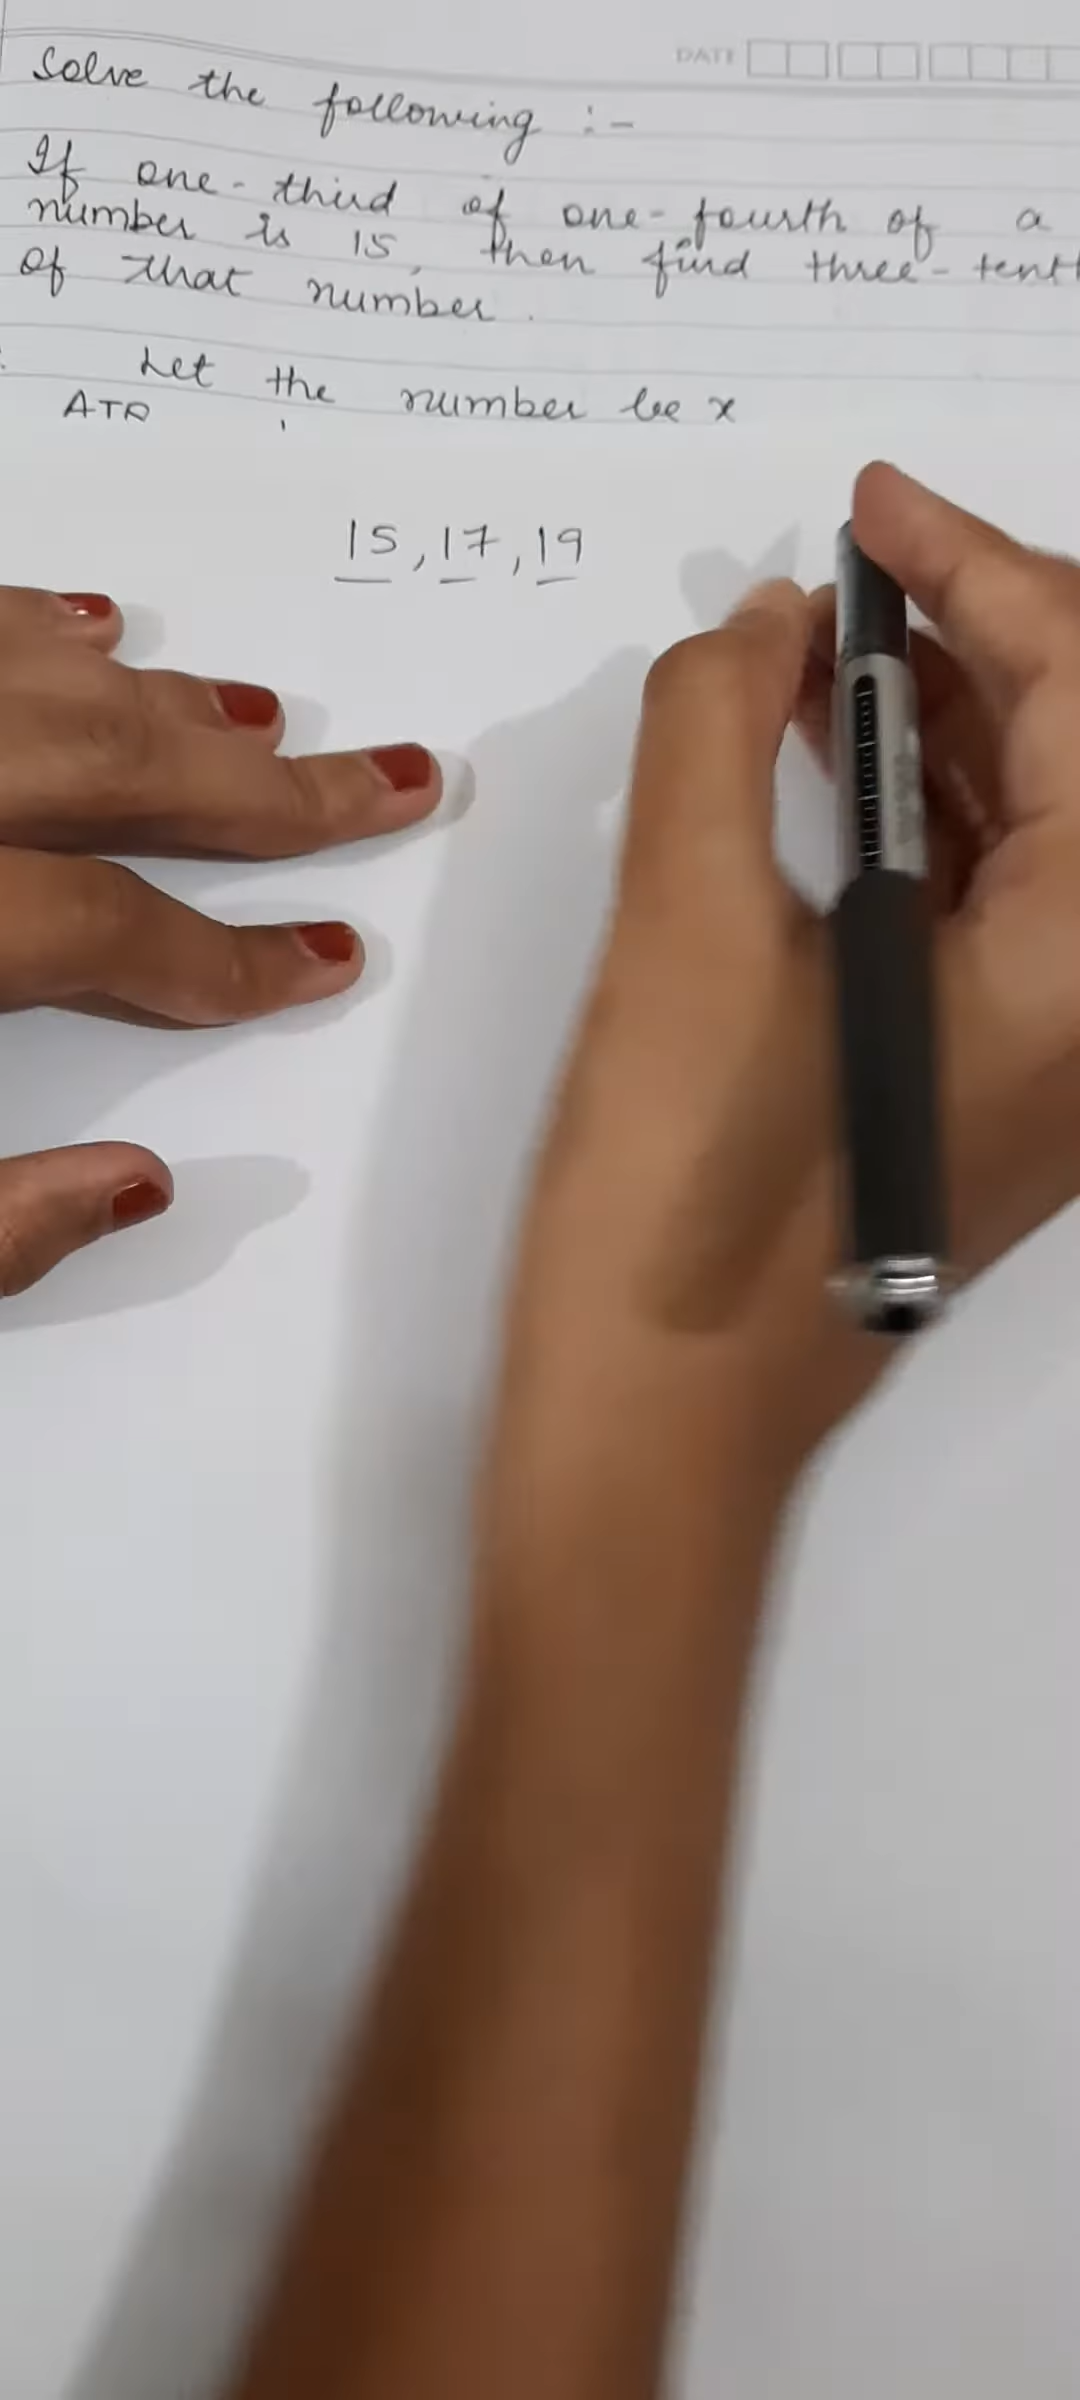 DATE
Solve the following :-
If one-third of one-fourth of a
number is 15, then find three-tenth
of that number.
Let the number be x
ATQ
15, 17, 19